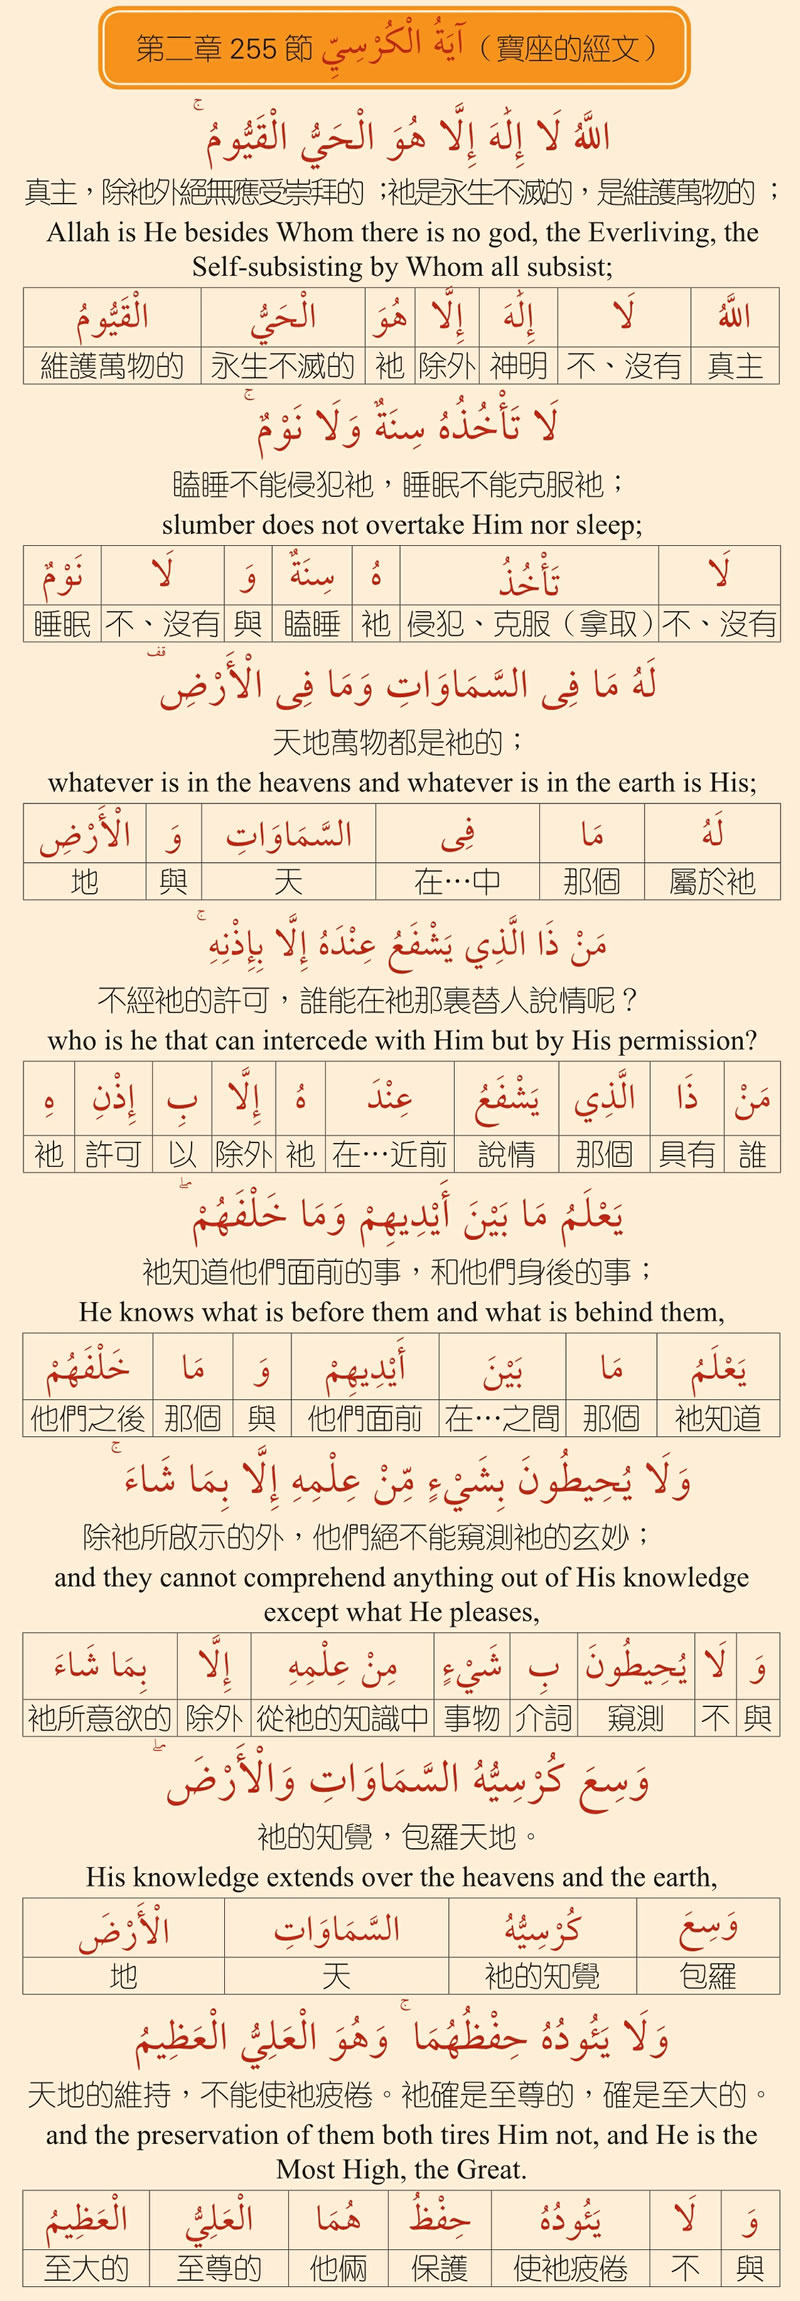 第二章 255 節 آيَةُ الْكُرْسِيِّ（寶座的經文）
اللَّهُ لَا إِلَٰهَ إِلَّا هُوَ الْحَيُّ الْقَيُّومُ ۚ
真主，除祂外絕無應受崇拜的；祂是永生不滅的，是維護萬物的；
Allah is He besides Whom there is no god, the Everliving, the
Self-subsisting by Whom all subsist;
اللَّهُ لَا إِلَٰهَ إِلَّا هُوَ الْحَيُّ الْقَيُّومُ
維護萬物的 永生不滅的 祂 除外 神明 不、沒有 真主
لَا تَأْخُذُهُ سِنَةٌ وَلَا نَوْمٌ ۚ
瞌睡不能侵犯祂，睡眠不能克服祂；
slumber does not overtake Him nor sleep;
لَا تَأْخُذُ هُ سِنَةٌ وَ لَا نَوْمٌ
睡眠 不、沒有 與 瞌睡 祂 侵犯、克服（拿取） 不、沒有
لَهُ مَا فِى السَّمَاوَاتِ وَمَا فِى الْأَرْضِ ۗ
天地萬物都是祂的；
whatever is in the heavens and whatever is in the earth is His;
لَهُ مَا فِى السَّمَاوَاتِ وَ الْأَرْضِ
地 與 天 在…中 那個 屬於祂
مَنْ ذَا الَّذِي يَشْفَعُ عِنْدَهُ إِلَّا بِإِذْنِهِ ۚ
不經祂的許可，誰能在祂那裏替人說情呢？
who is he that can intercede with Him but by His permission?
مَنْ ذَا الَّذِي يَشْفَعُ عِنْدَ هُ إِلَّا بِ إِذْنِ هِ
祂 許可 以 除外 祂 在…近前 說情 那個 具有 誰
يَعْلَمُ مَا بَيْنَ أَيْدِيهِمْ وَمَا خَلْفَهُمْ ۖ
祂知道他們面前的事，和他們身後的事；
He knows what is before them and what is behind them,
يَعْلَمُ مَا بَيْنَ أَيْدِيهِمْ وَ مَا خَلْفَهُمْ
他們之後 那個 與 他們面前 在…之間 那個 祂知道
وَلَا يُحِيطُونَ بِشَيْءٍ مِّنْ عِلْمِهِ إِلَّا بِمَا شَاءَ ۚ
除祂所啟示的外，他們絕不能窺測祂的玄妙；
and they cannot comprehend anything out of His knowledge
except what He pleases,
وَ لَا يُحِيطُونَ بِ شَيْءٍ مِنْ عِلْمِهِ إِلَّا بِمَا شَاءَ
祂所意欲的 除外 從祂的知識中 事物 介詞 窺測 不 與
وَسِعَ كُرْسِيُّهُ السَّمَاوَاتِ وَالْأَرْضَ ۖ
祂的知覺，包羅天地。
His knowledge extends over the heavens and the earth,
وَسِعَ كُرْسِيُّهُ السَّمَاوَاتِ الْأَرْضَ
地 天 祂的知覺 包羅
وَلَا يَئُودُهُ حِفْظُهُمَا ۚ وَهُوَ الْعَلِيُّ الْعَظِيمُ
天地的維持，不能使祂疲倦。祂確是至尊的，確是至大的。
and the preservation of them both tires Him not, and He is the
Most High, the Great.
وَ لَا يَئُودُهُ حِفْظُ هُمَا الْعَلِيُّ الْعَظِيمُ
至大的 至尊的 他倆 保護 使祂疲倦 不 與